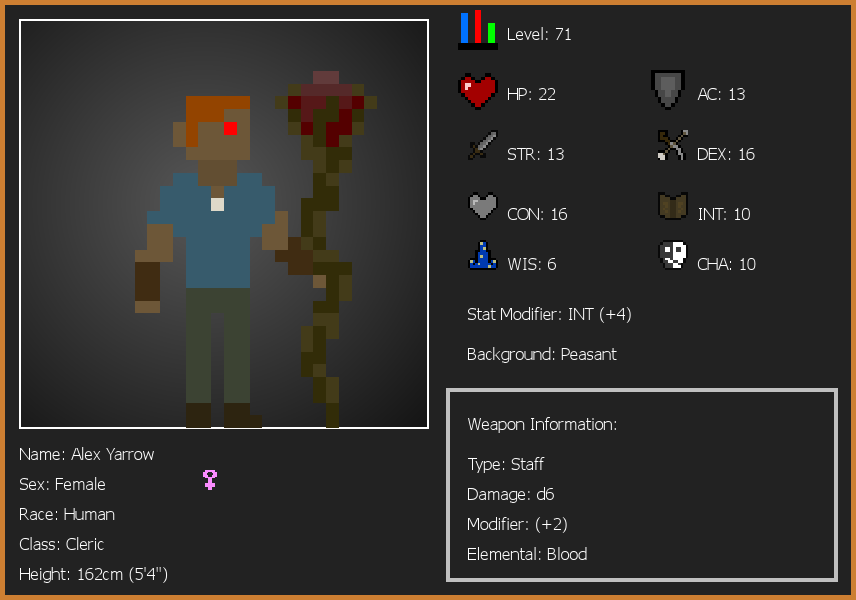 Level: 71
HP: 22
AC: 13
STR: 13
DEX: 16
CON: 16
INT: 10
WIS: 6
CHA: 10
Stat Modifier: INT (+4)
Background: Peasant
Weapon Information:
Type: Staff
Damage: d6
Modifier: (+2)
Elemental: Blood
Name: Alex Yarrow
Sex: Female
Race: Human
Class: Cleric
Height: 162cm (5'4")